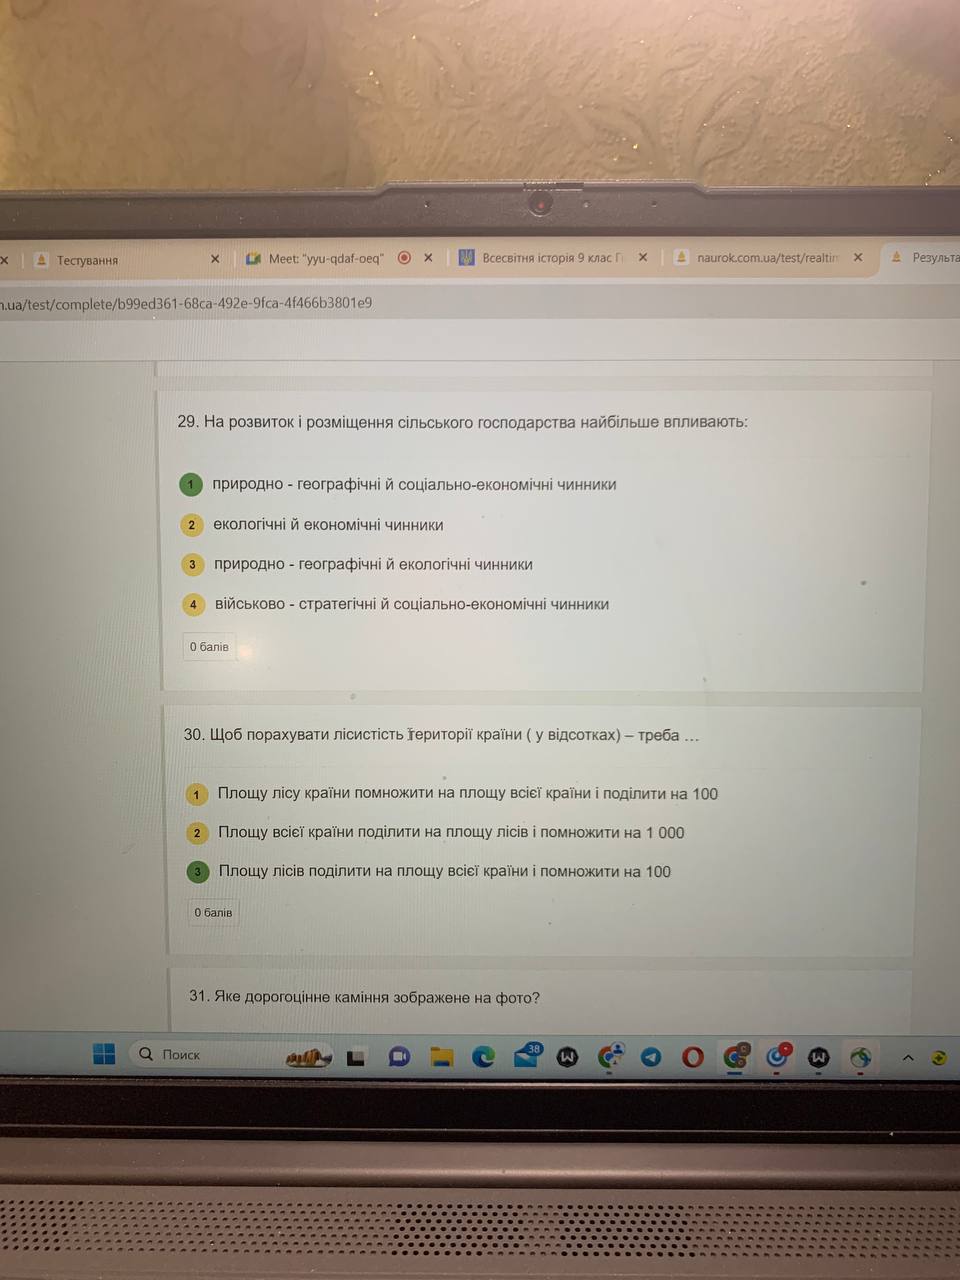 Тестування
Meet: "yyu-qdaf-oeq"
Всесвітня історія 9 клас Г
naurok.com.ua/test/realtim
Результа
.ua/test/complete/b99ed361-68ca-492e-9fca-4f466b3801e9
29. На розвиток і розміщення сільського господарства найбільше впливають:
1 природно - географічні й соціально-економічні чинники
2 екологічні й економічні чинники
3 природно - географічні й екологічні чинники
4 військово - стратегічні й соціально-економічні чинники
0 балів
30. Щоб порахувати лісистість території країни ( у відсотках) – треба ...
1 Площу лісу країни помножити на площу всієї країни і поділити на 100
2 Площу всієї країни поділити на площу лісів і помножити на 1 000
3 Площу лісів поділити на площу всієї країни і помножити на 100
0 балів
31. Яке дорогоцінне каміння зображене на фото?
Поиск
38